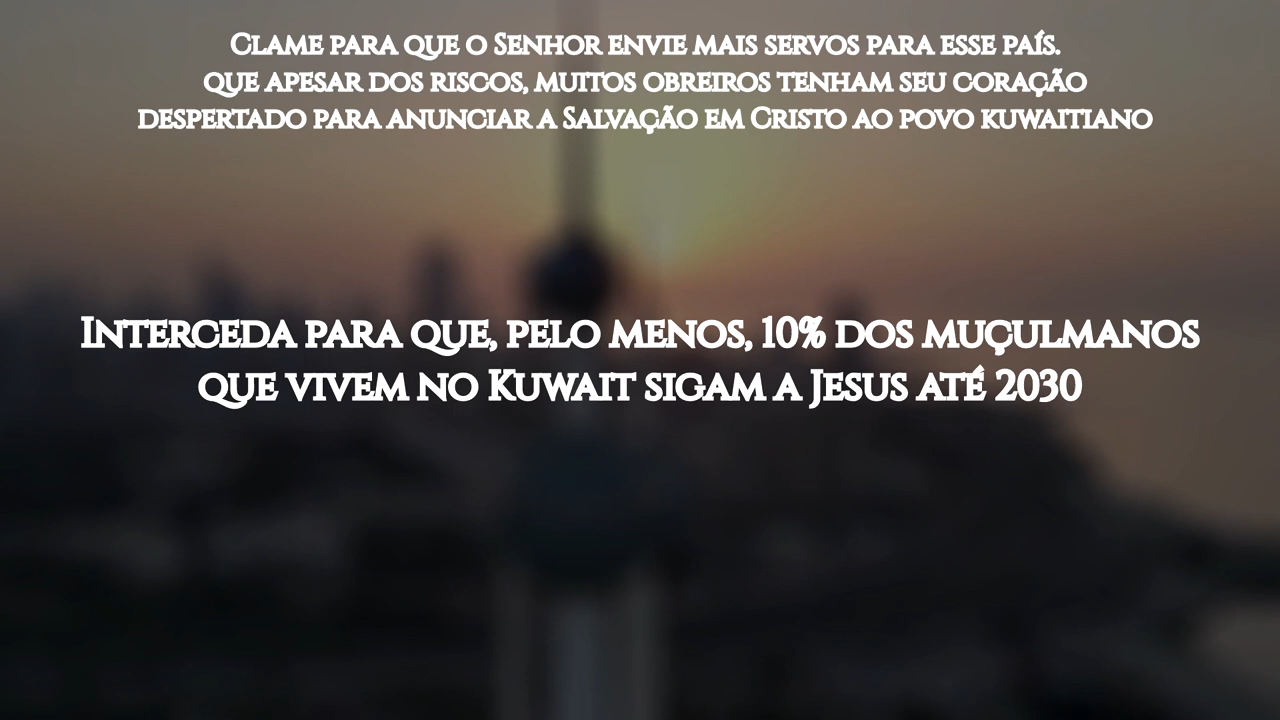 Clame para que o Senhor envie mais servos para esse país.
que apesar dos riscos, muitos obreiros tenham seu coração
despertado para anunciar a Salvação em Cristo ao povo kuwaitiano
Interceda para que, pelo menos, 10% dos muçulmanos
que vivem no Kuwait sigam a Jesus até 2030